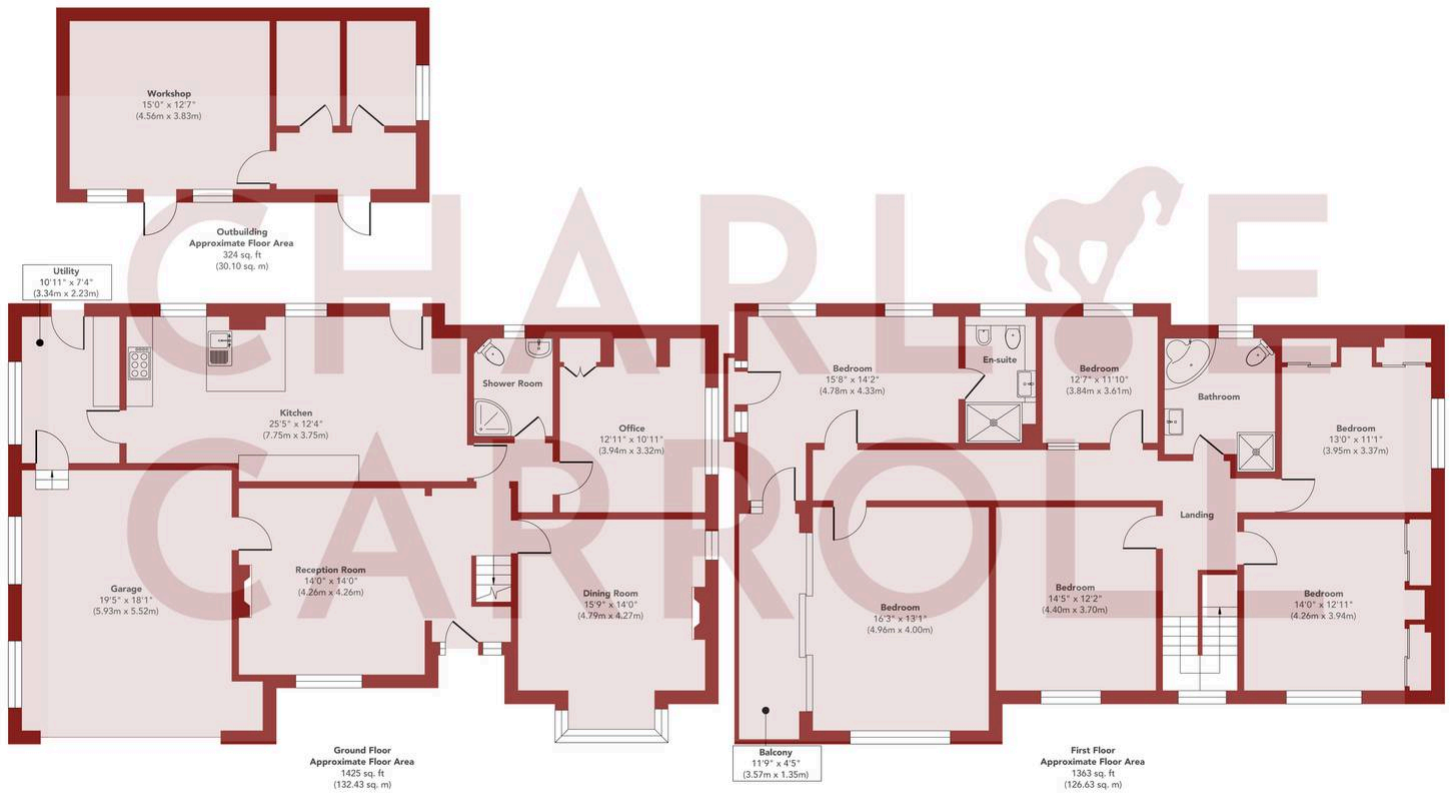 Workshop
15'0" x 12'7"
(4.56m x 3.83m)
Outbuilding
Approximate Floor Area
324 sq. ft
(30.10 sq. m)
Utility
10'11" x 7'4"
(3.34m x 2.23m)
Kitchen
25'5" x 12'4"
(7.75m x 3.75m)
Shower Room
Office
12'11" x 10'11"
(3.94m x 3.32m)
Garage
19'5" x 18'1"
(5.93m x 5.52m)
Reception Room
14'0" x 14'0"
(4.26m x 4.26m)
Dining Room
15'9" x 14'0"
(4.79m x 4.27m)
Ground Floor
Approximate Floor Area
1425 sq. ft
(132.43 sq. m)
Bedroom
15'8" x 14'2"
(4.78m x 4.33m)
En-suite
Bedroom
12'7" x 11'10"
(3.84m x 3.61m)
Bathroom
Bedroom
13'0" x 11'1"
(3.95m x 3.37m)
Landing
Bedroom
16'3" x 13'1"
(4.96m x 4.00m)
Bedroom
14'5" x 12'2"
(4.40m x 3.70m)
Bedroom
14'0" x 12'11"
(4.26m x 3.94m)
Balcony
11'9" x 4'5"
(3.57m x 1.35m)
First Floor
Approximate Floor Area
1363 sq. ft
(126.63 sq. m)
CHARLIE
CARROLL